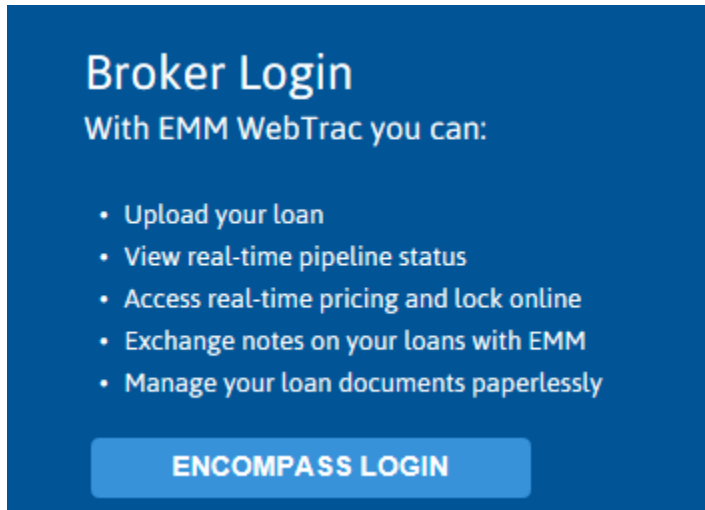 Broker Login
With EMM WebTrac you can:
• Upload your loan
• View real-time pipeline status
• Access real-time pricing and lock online
• Exchange notes on your loans with EMM
• Manage your loan documents paperlessly
ENCOMPASS LOGIN